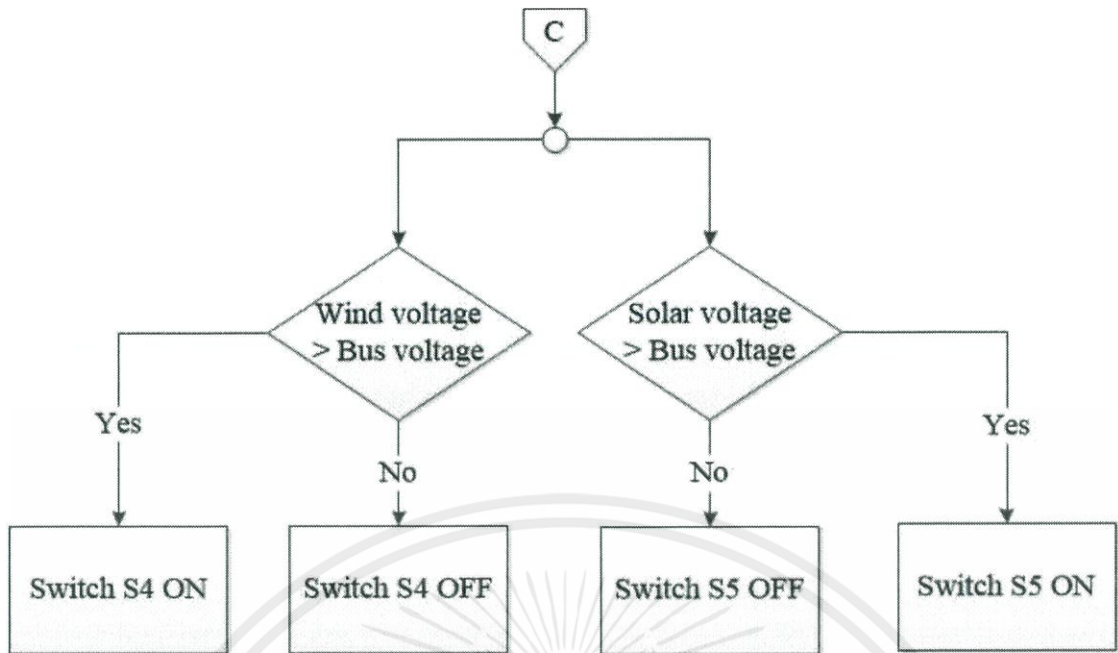 C
Wind voltage
> Bus voltage
Solar voltage
> Bus voltage
Yes
No
No
Yes
Switch S4 ON
Switch S4 OFF
Switch S5 OFF
Switch S5 ON